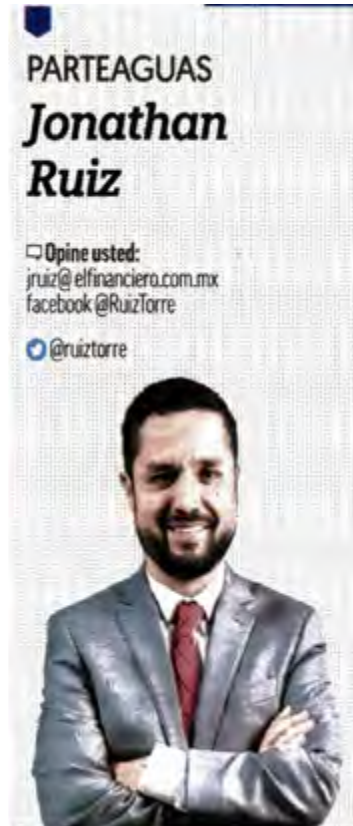 PARTEAGUAS
Jonathan
Ruiz
Opine usted:
jruiz@elfinanciero.com.mx
facebook @RuizTorre
@ruiztorre